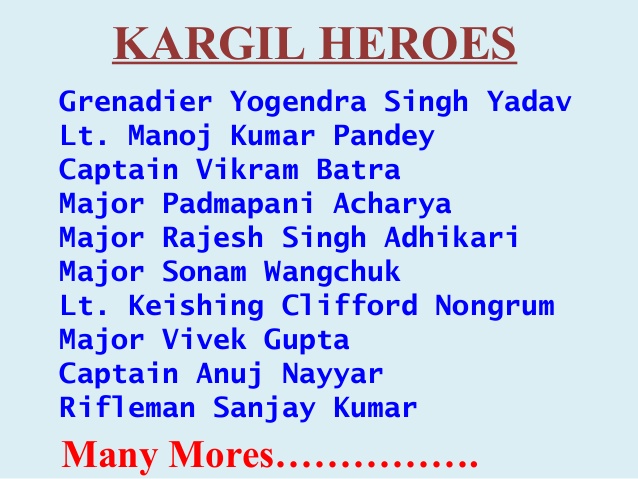 KARGIL HEROES
Grenadier Yogendra Singh Yadav
Lt. Manoj Kumar Pandey
Captain Vikram Batra
Major Padmapani Acharya
Major Rajesh Singh Adhikari
Major Sonam Wangchuk
Lt. Keishing Clifford Nongrum
Major Vivek Gupta
Captain Anuj Nayyar
Rifleman Sanjay Kumar
Many Mores…………….